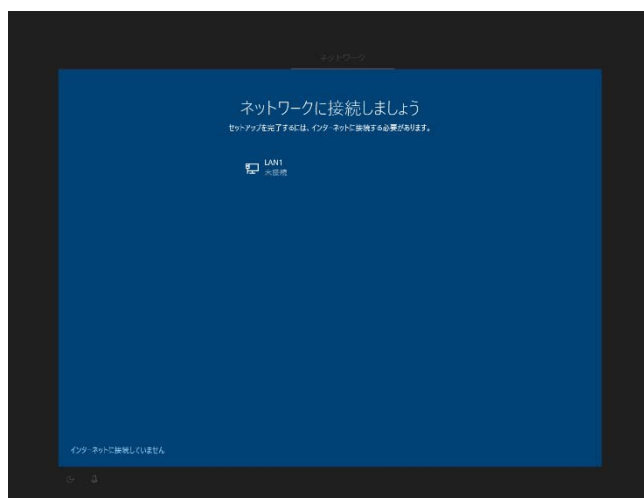 ネットワーク
ネットワークに接続しましょう
セットアップを完了するには、インターネットに接続する必要があります。
LAN1
未接続
インターネットに接続していません